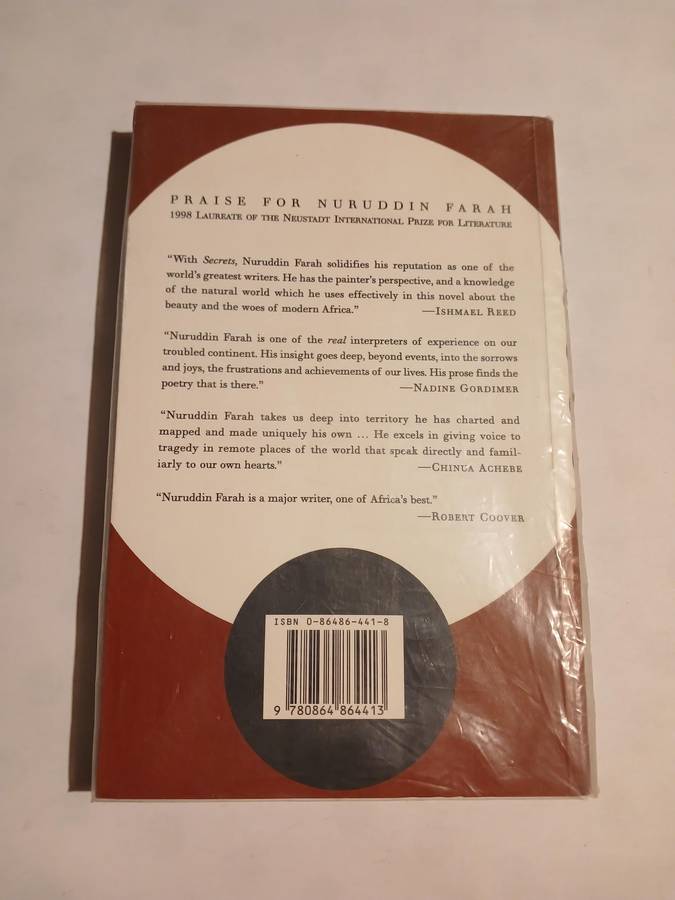 PRAISE FOR NURUDDIN FARAH
1998 LAUREATE OF THE NEUSTADT INTERNATIONAL PRIZE FOR LITERATURE
“With Secrets, Nuruddin Farah solidifies his reputation as one of the
world’s greatest writers. He has the painter’s perspective, and a knowledge
of the natural world which he uses effectively in this novel about the
beauty and the woes of modern Africa.” —ISHMAEL REED
“Nuruddin Farah is one of the real interpreters of experience on our
troubled continent. His insight goes deep, beyond events, into the sorrows
and joys, the frustrations and achievements of our lives. His prose finds the
poetry that is there.” —NADINE GORDIMER
“Nuruddin Farah takes us deep into territory he has charted and
mapped and made uniquely his own ... He excels in giving voice to
tragedy in remote places of the world that speak directly and famil-
iarly to our own hearts.” —CHINUA ACHEBE
“Nuruddin Farah is a major writer, one of Africa’s best.”
—ROBERT COOVER
ISBN 0-86486-441-8
9 780864 864413